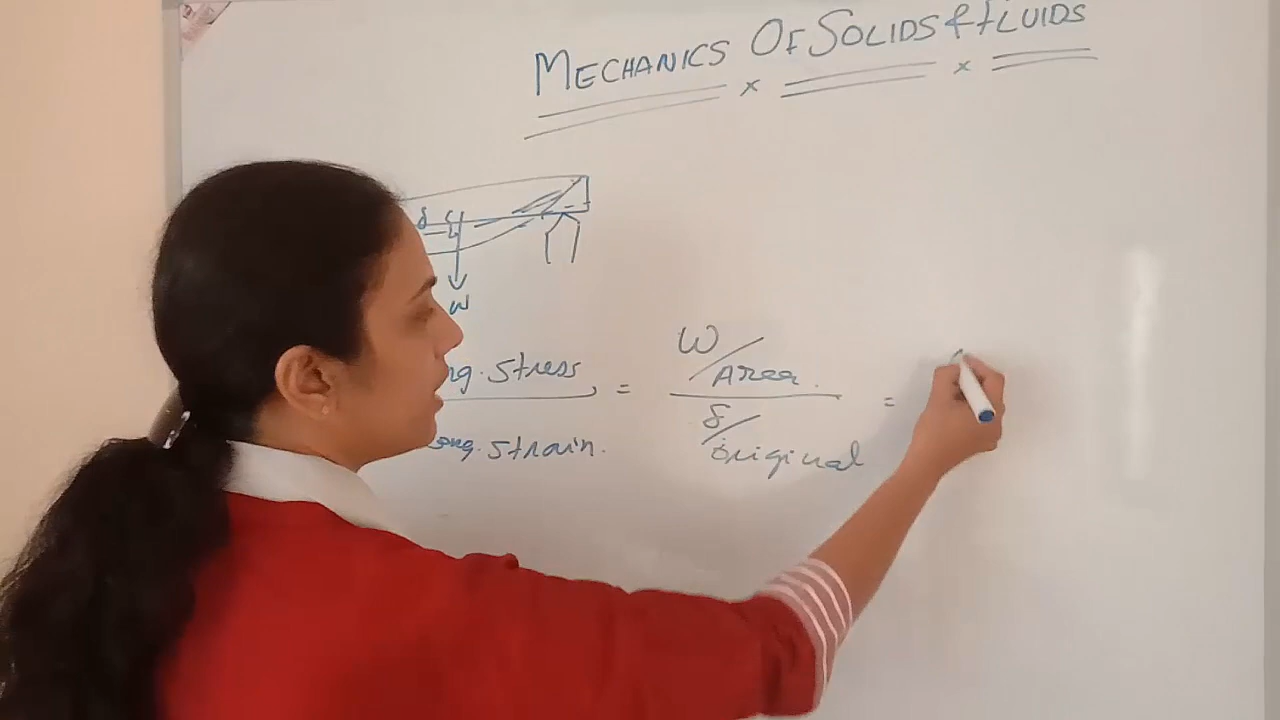 MECHANICS OF SOLIDS & FLUIDS
δ
W
ng. stress = W/Area. =
ong. strain. δ/original